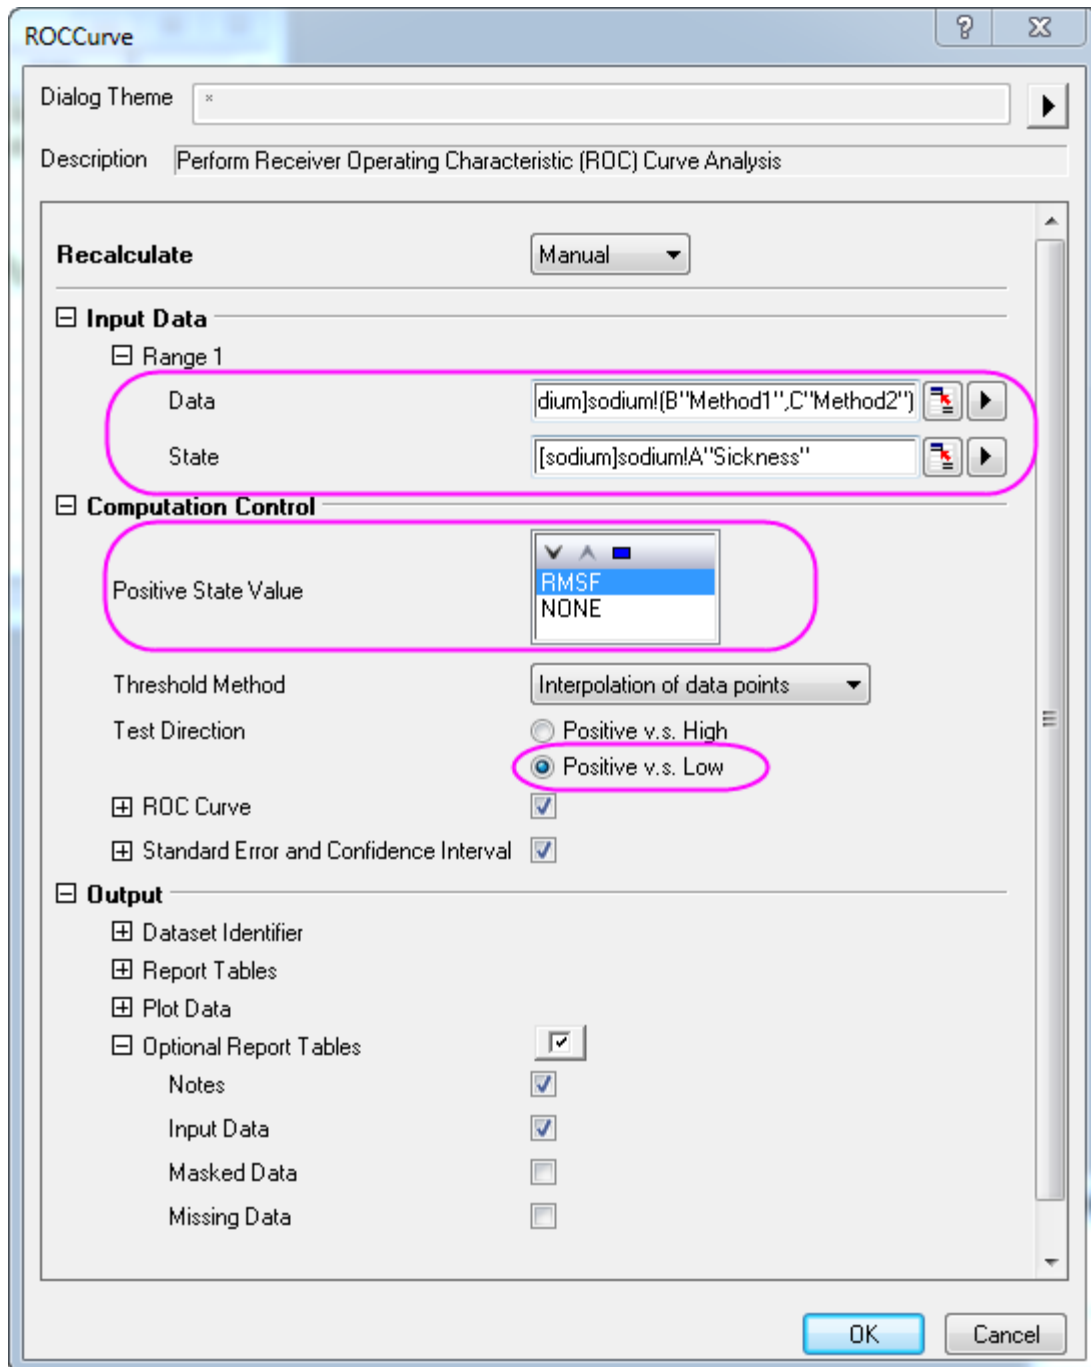 ROCCurve
Dialog Theme *
Description Perform Receiver Operating Characteristic (ROC) Curve Analysis
Recalculate Manual
Input Data
Range 1
Data dium]sodium!(B"Method1",C"Method2")
State [sodium]sodium!A"Sickness"
Computation Control
RMSF
Positive State Value
NONE
Threshold Method Interpolation of data points
Test Direction Positive v.s. High
Positive v.s. Low
ROC Curve
Standard Error and Confidence Interval
Output
Dataset Identifier
Report Tables
Plot Data
Optional Report Tables
Notes
Input Data
Masked Data
Missing Data
OK Cancel